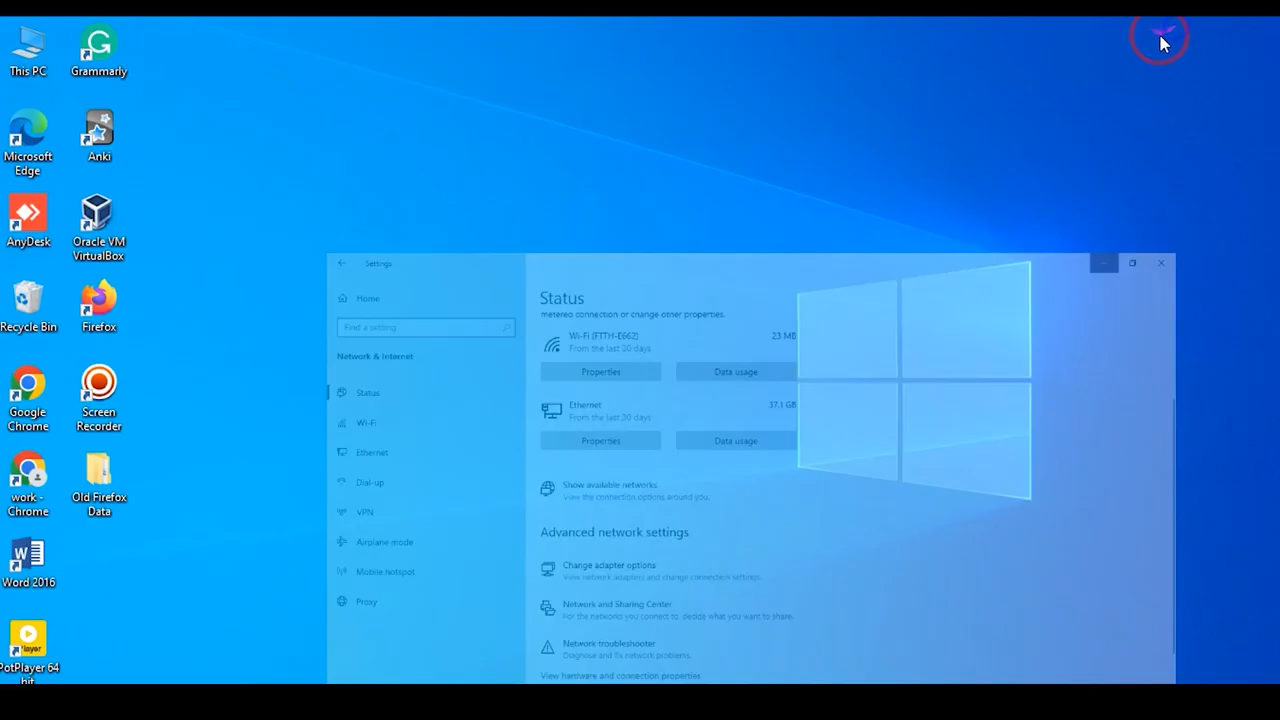 This PC
Grammarly
Microsoft
Edge
Anki
AnyDesk
Oracle VM
VirtualBox
Recycle Bin
Firefox
Google
Chrome
Screen
Recorder
work -
Chrome
Old Firefox
Data
Word 2016
Player
PotPlayer 64
bit
Settings
Home
Find a setting
Network & Internet
Status
Wi-Fi
Ethernet
Dial-up
VPN
Airplane mode
Mobile hotspot
Proxy
Status
metered connection or change other properties.
Wi-Fi (FTTH-E662)
From the last 30 days
23 MB
Properties
Data usage
Ethernet
From the last 30 days
37.1 GB
Properties
Data usage
Show available networks
View the connection options around you.
Advanced network settings
Change adapter options
View network adapters and change connection settings.
Network and Sharing Center
For the networks you connect to, decide what you want to share.
Network troubleshooter
Diagnose and fix network problems.
View hardware and connection properties